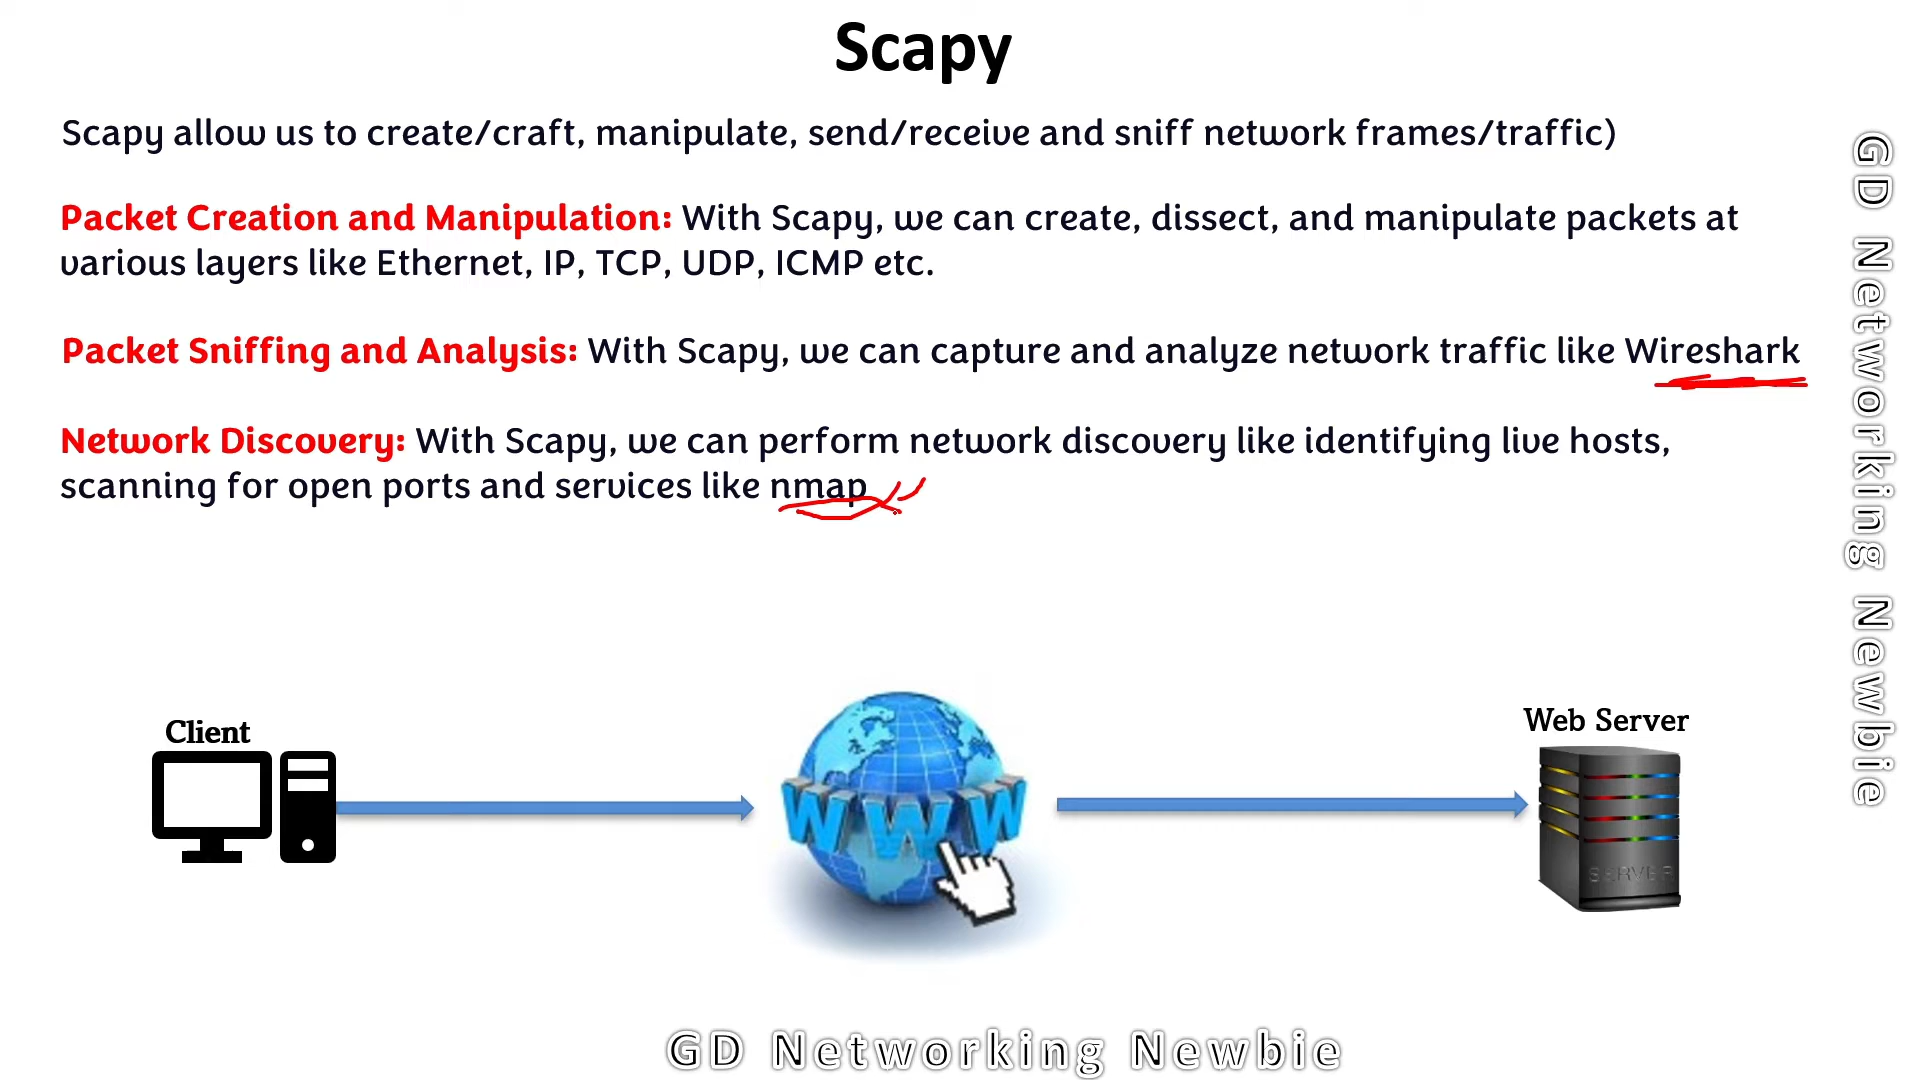 Scapy
Scapy allow us to create/craft, manipulate, send/receive and sniff network frames/traffic)
Packet Creation and Manipulation: With Scapy, we can create, dissect, and manipulate packets at
various layers like Ethernet, IP, TCP, UDP, ICMP etc.
Packet Sniffing and Analysis: With Scapy, we can capture and analyze network traffic like Wireshark
Network Discovery: With Scapy, we can perform network discovery like identifying live hosts,
scanning for open ports and services like nmap
Client
WWW
Web Server
SERVER
GD Networking Newbie
GD Networking Newbie